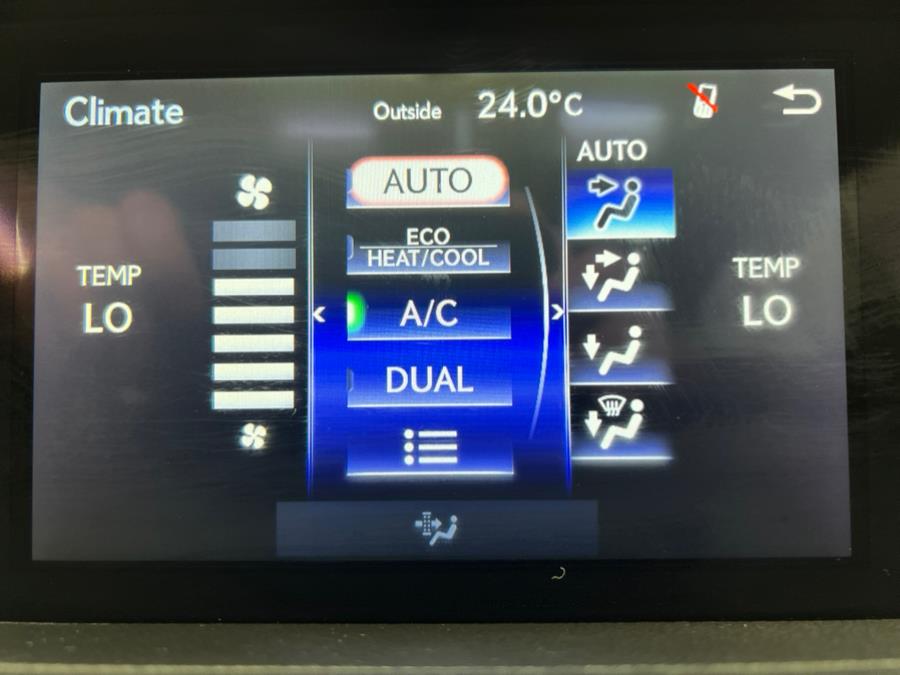 Climate
Outside 24.0°C
AUTO
AUTO
ECO
HEAT/COOL
TEMP
LO
A/C
TEMP
LO
DUAL